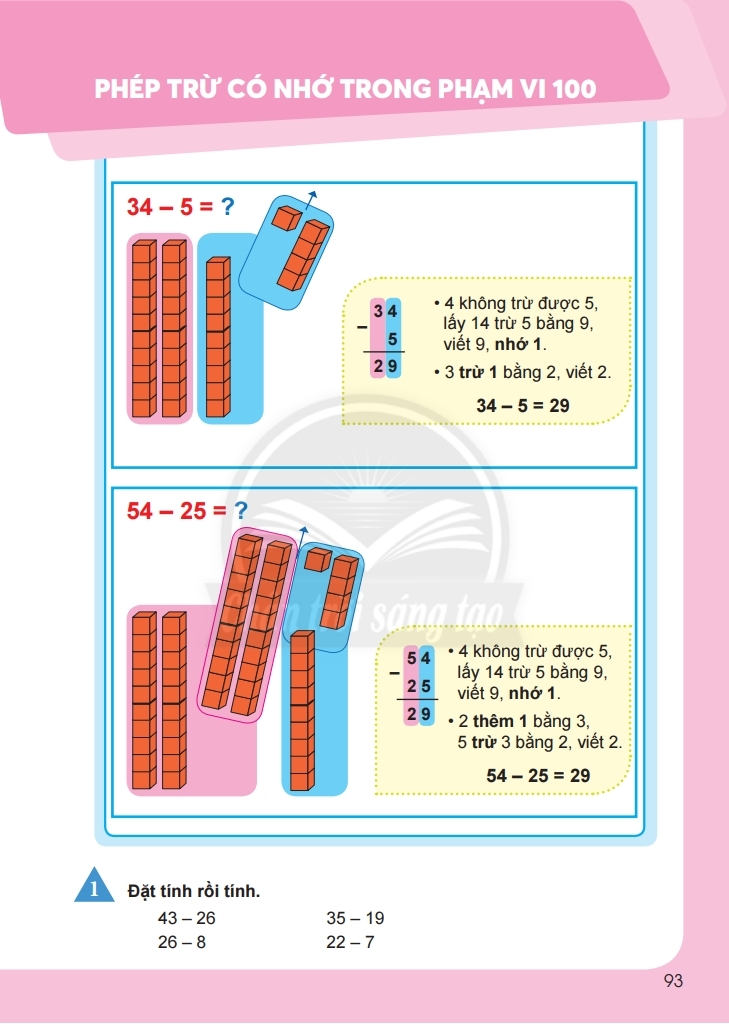 PHÉP TRỪ CÓ NHỚ TRONG PHẠM VI 100
34 – 5 = ?
3 4
–
5
2 9
• 4 không trừ được 5,
lấy 14 trừ 5 bằng 9,
viết 9, nhớ 1.
• 3 trừ 1 bằng 2, viết 2.
34 – 5 = 29
54 – 25 = ?
Chân trời sáng tạo
5 4
–
2 5
2 9
• 4 không trừ được 5,
lấy 14 trừ 5 bằng 9,
viết 9, nhớ 1.
• 2 thêm 1 bằng 3,
5 trừ 3 bằng 2, viết 2.
54 – 25 = 29
1 Đặt tính rồi tính.
43 – 26 35 – 19
26 – 8 22 – 7
93